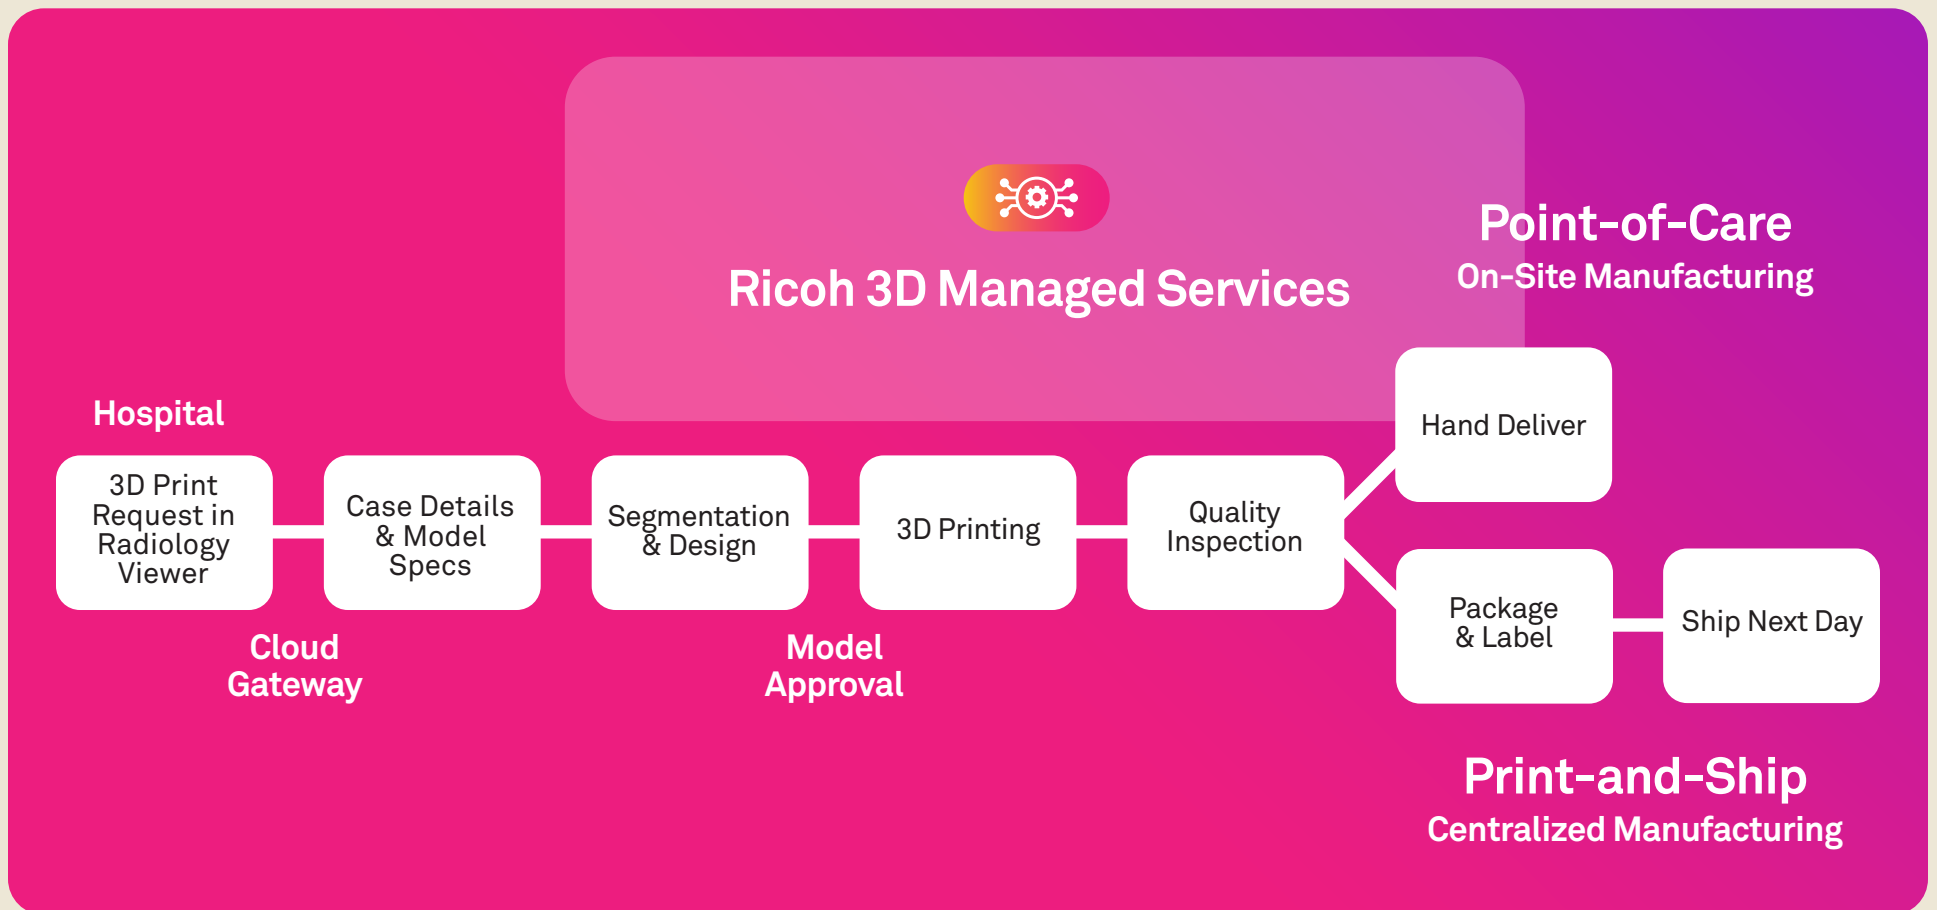 Ricoh 3D Managed Services
Point-of-Care
On-Site Manufacturing
Hospital
3D Print
Request in
Radiology
Viewer
Case Details
& Model
Specs
Segmentation
& Design
3D Printing
Quality
Inspection
Hand Deliver
Package
& Label
Ship Next Day
Cloud
Gateway
Model
Approval
Print-and-Ship
Centralized Manufacturing